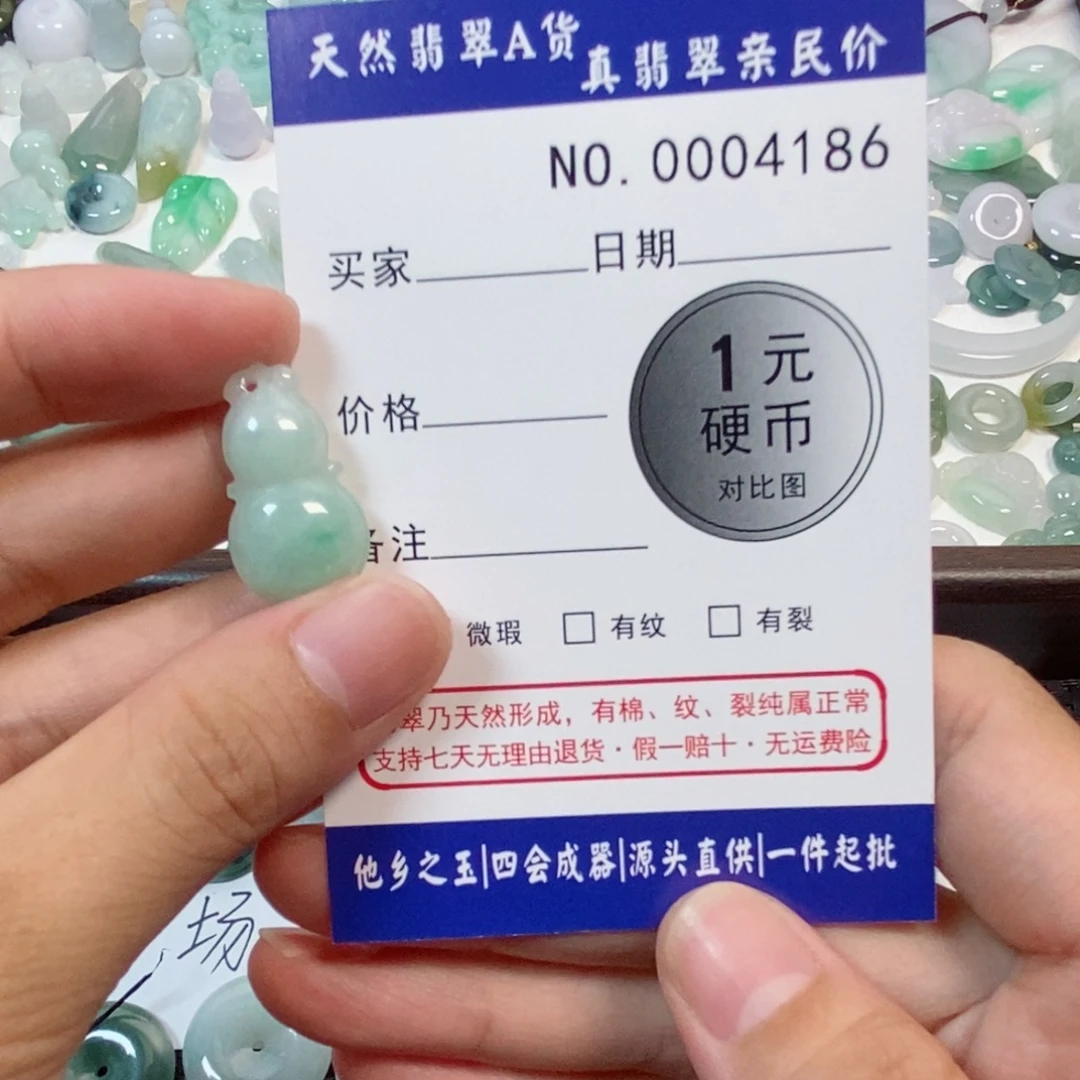 天然翡翠A货 真翡翠亲民价
NO. 0004186
买家 日期
1元
硬币
对比图
价格
备注
微瑕 有纹 有裂
翠乃天然形成，有棉、纹、裂纯属正常
支持七天无理由退货·假一赔十·无运费险
他乡之玉|四会成器|源头直供|一件起批
场